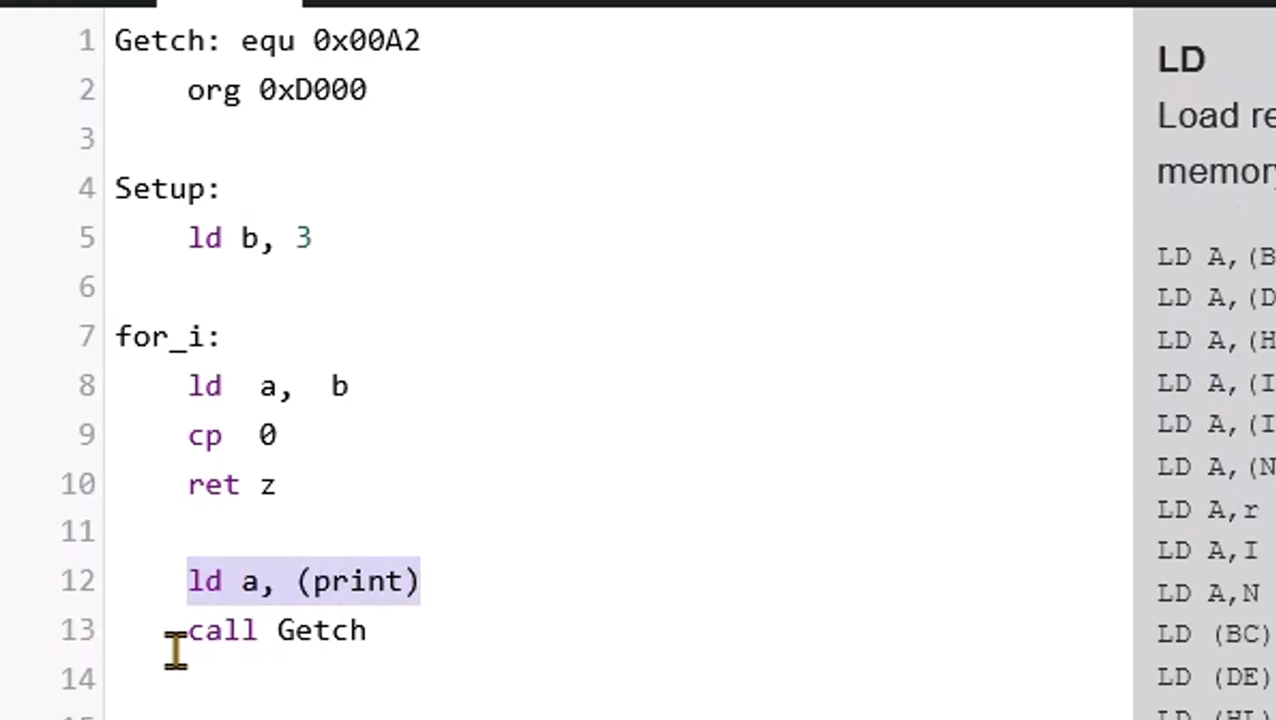 1 Getch: equ 0x00A2
2 org 0xD000
3
4 Setup:
5 ld b, 3
6
7 for_i:
8 ld a, b
9 cp 0
10 ret z
11
12 ld a, (print)
13 call Getch
14
LD
Load re
memory
LD A,(B
LD A,(D
LD A,(H
LD A,(I
LD A,(I
LD A,(N
LD A,r
LD A,I
LD A,N
LD (BC)
LD (DE)